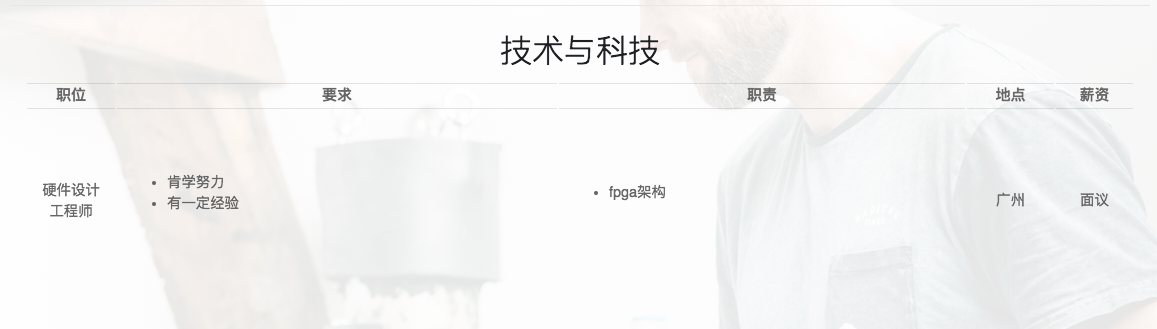 技术与科技
职位 要求 职责 地点 薪资
硬件设计
工程师
肯学努力
有一定经验
fpga架构
广州
面议